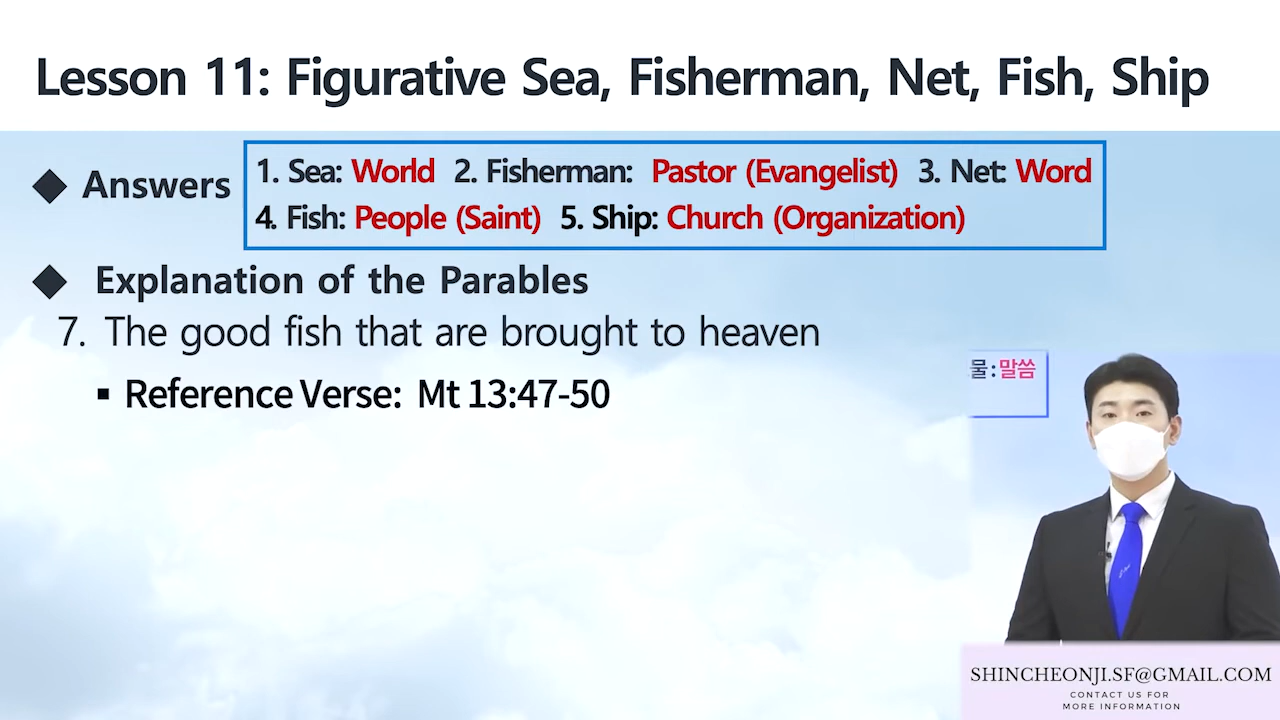 Lesson 11: Figurative Sea, Fisherman, Net, Fish, Ship
◆ Answers
1. Sea: World 2. Fisherman: Pastor (Evangelist) 3. Net: Word
4. Fish: People (Saint) 5. Ship: Church (Organization)
◆ Explanation of the Parables
7. The good fish that are brought to heaven
▪ Reference Verse: Mt 13:47-50
물:말씀
SHINCHEONJI.SF@GMAIL.COM
CONTACT US FOR
MORE INFORMATION